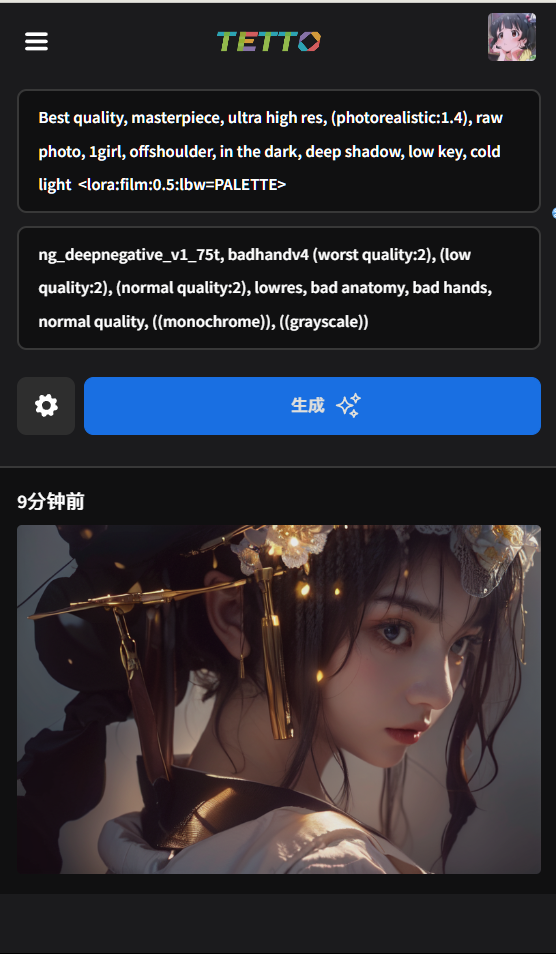 TETTO
Best quality, masterpiece, ultra high res, (photorealistic:1.4), raw
photo, 1girl, offshoulder, in the dark, deep shadow, low key, cold
light <lora:film:0.5:lbw=PALETTE>
ng_deepnegative_v1_75t, badhandv4 (worst quality:2), (low
quality:2), (normal quality:2), lowres, bad anatomy, bad hands,
normal quality, ((monochrome)), ((grayscale))
生成
9分钟前